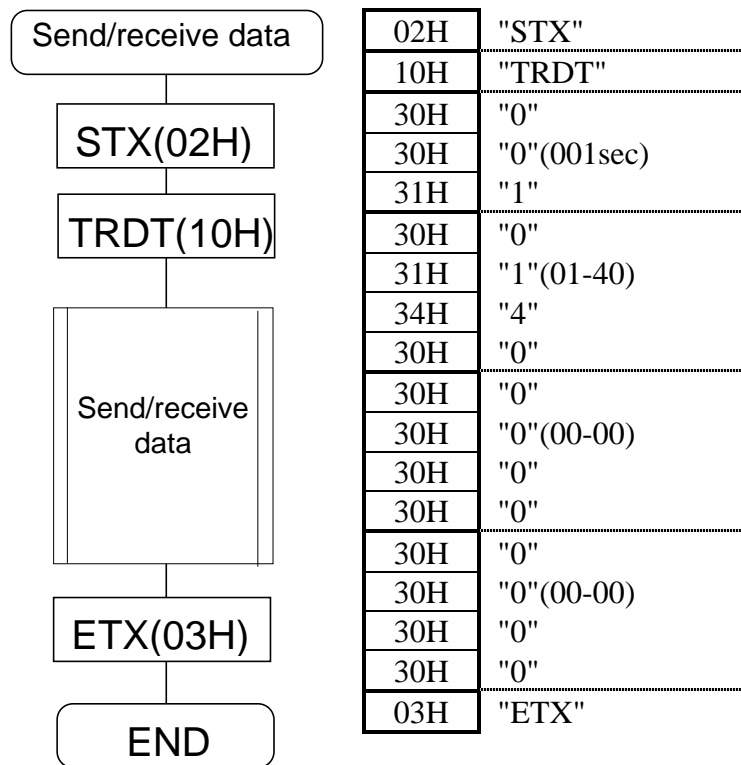 Send/receive data
STX(02H)
TRDT(10H)
Send/receive
data
ETX(03H)
END
02H "STX"
10H "TRDT"
30H "0"
30H "0"(001sec)
31H "1"
30H "0"
31H "1"(01-40)
34H "4"
30H "0"
30H "0"
30H "0"(00-00)
30H "0"
30H "0"
30H "0"
30H "0"(00-00)
30H "0"
30H "0"
03H "ETX"